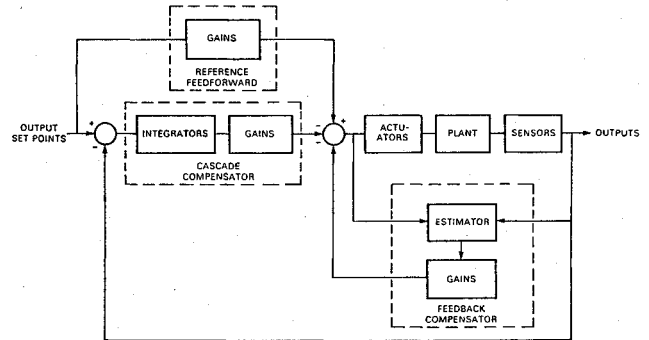 GAINS
REFERENCE
FEEDFORWARD
OUTPUT
SET POINTS
+
-
INTEGRATORS
GAINS
CASCADE
COMPENSATOR
+
-
-
ACTU-
ATORS
PLANT
SENSORS
OUTPUTS
ESTIMATOR
GAINS
FEEDBACK
COMPENSATOR